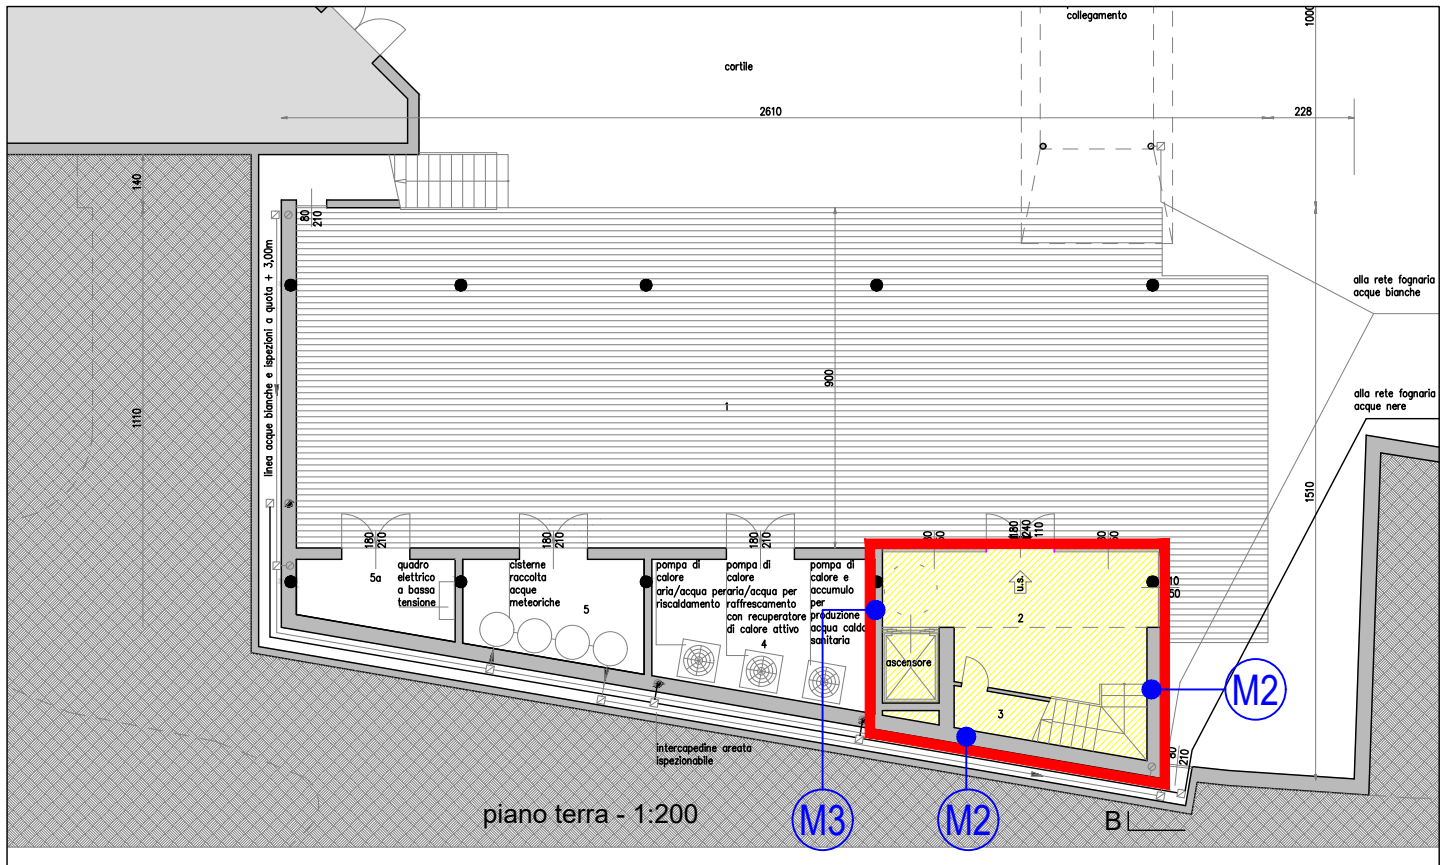 collegamento
1000
cortile
2610
228
140
80
210
linea acque bianche e ispezioni a quota + 3,00m
alla rete fognaria
acque bianche
900
1
alla rete fognaria
acque nere
1110
1510
180
210
180
210
180
210
180
240
110
quadro
elettrico
a bassa
tensione
5a
cisterne
raccolta
acque
meteoriche
5
pompa di
calore
aria/acqua per
riscaldamento
pompa di
calore
aria/acqua per
raffrescamento
con recuperatore
di calore attivo
4
pompa di
calore e
accumulo
per
produzione
acqua calda
sanitaria
u.s.
2
ascensore
3
M2
intercapedine areata
ispezionabile
80
210
piano terra - 1:200
M3
M2
B